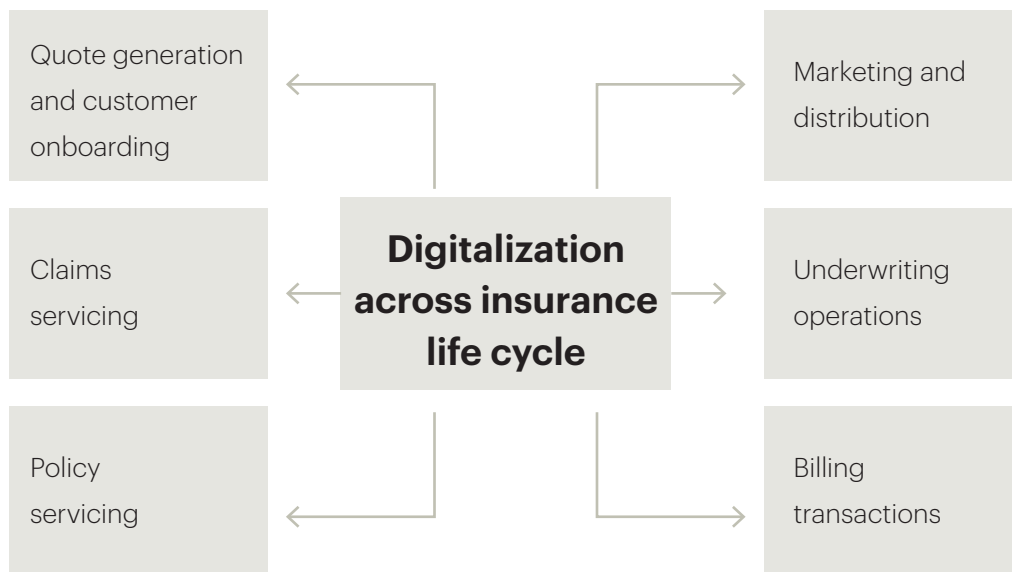 Quote generation
and customer
onboarding
Marketing and
distribution
Digitalization
across insurance
life cycle
Claims
servicing
Underwriting
operations
Policy
servicing
Billing
transactions